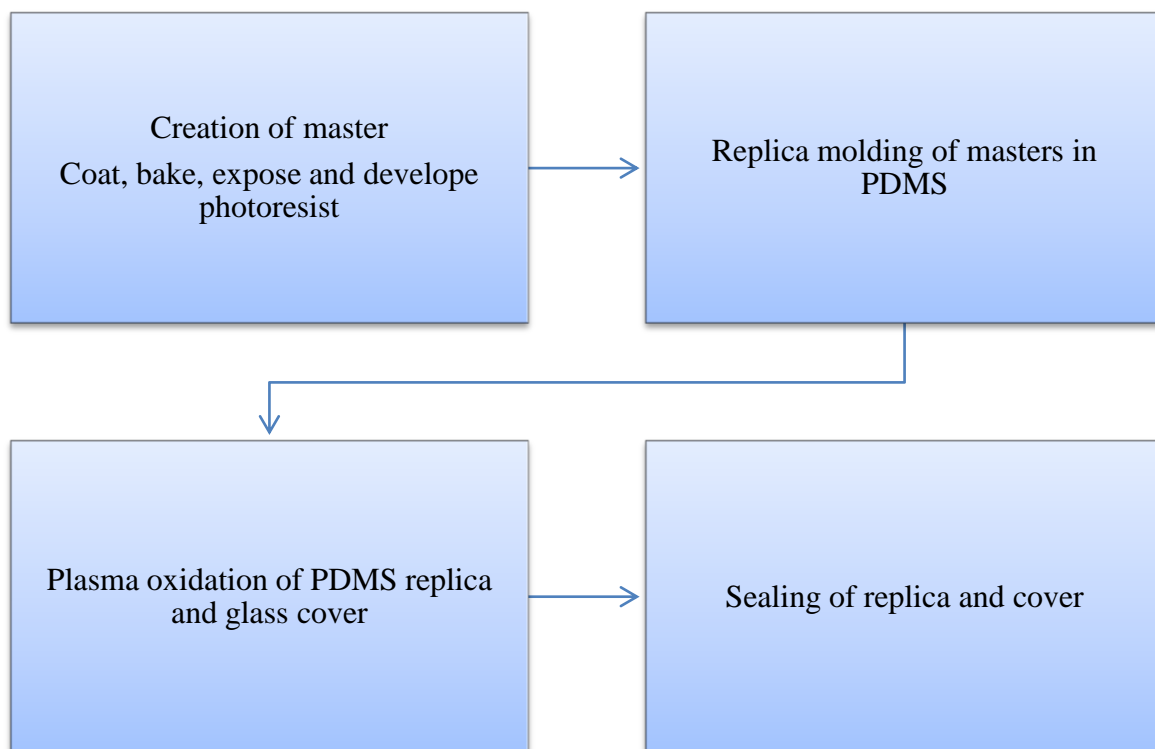 Creation of master
Coat, bake, expose and develope
photoresist
Replica molding of masters in
PDMS
Plasma oxidation of PDMS replica
and glass cover
Sealing of replica and cover